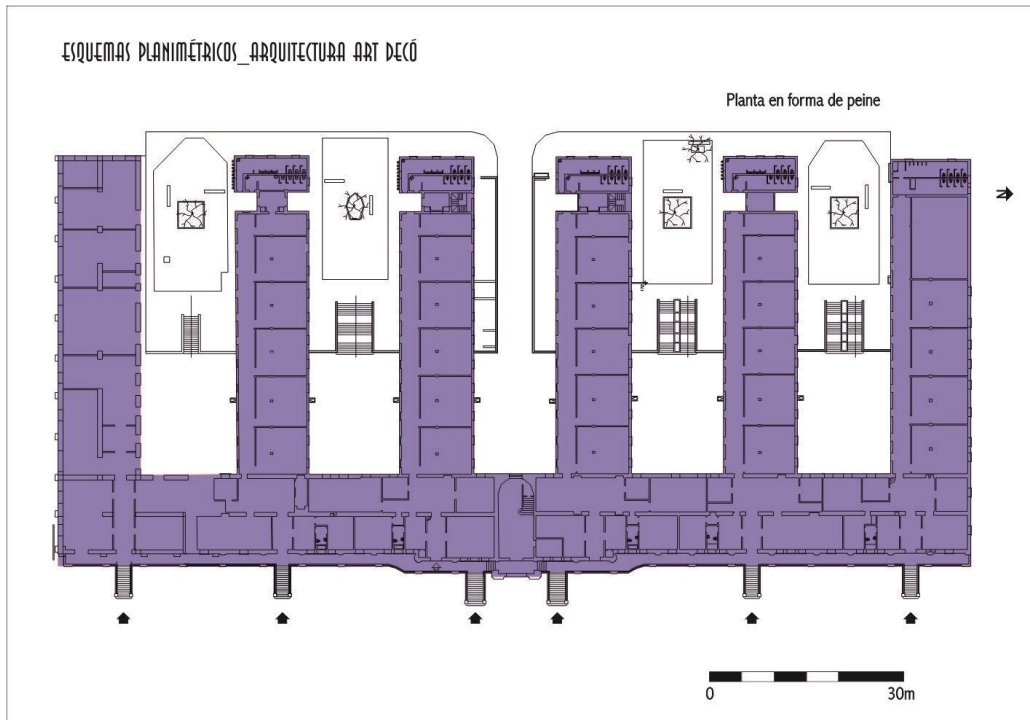 ESQUEMAS PLANIMÉTRICOS_ARQUITECTURA ART DECÓ
Planta en forma de peine
N
0 30m